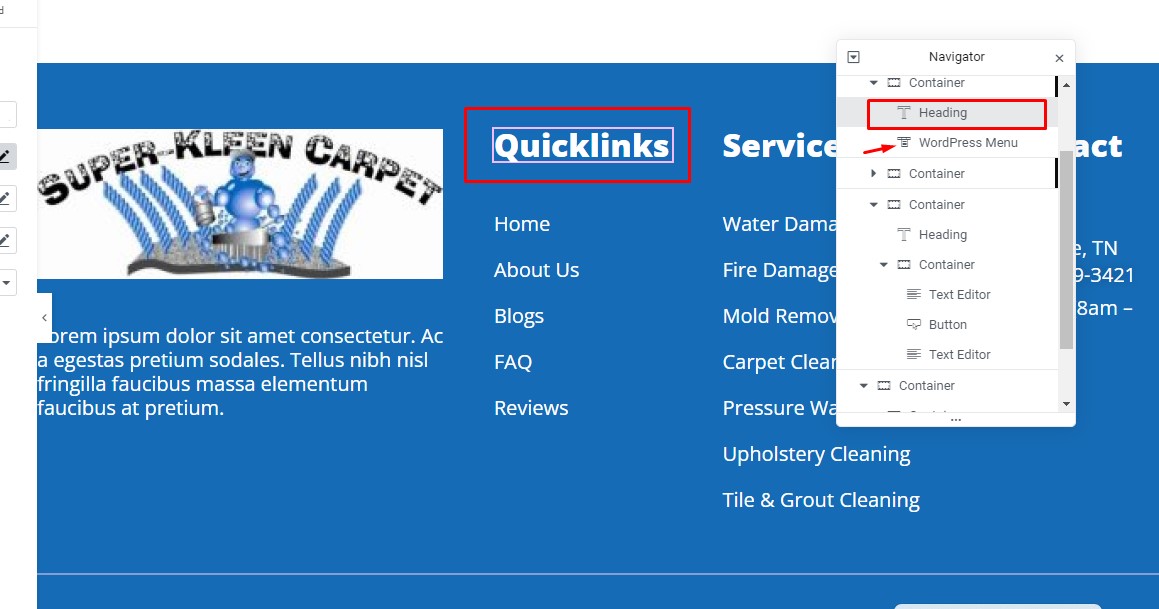 SUPER-KLEEN CARPET
orem ipsum dolor sit amet consectetur. Ac
a egestas pretium sodales. Tellus nibh nisl
fringilla faucibus massa elementum
faucibus at pretium.
Quicklinks
Home
About Us
Blogs
FAQ
Reviews
Service
Water Dama
Fire Damage
Mold Remov
Carpet Clear
Pressure Wa
Upholstery Cleaning
Tile & Grout Cleaning
act
e, TN
9-3421
8am –
Navigator
Container
Heading
WordPress Menu
Container
Container
Heading
Container
Text Editor
Button
Text Editor
Container